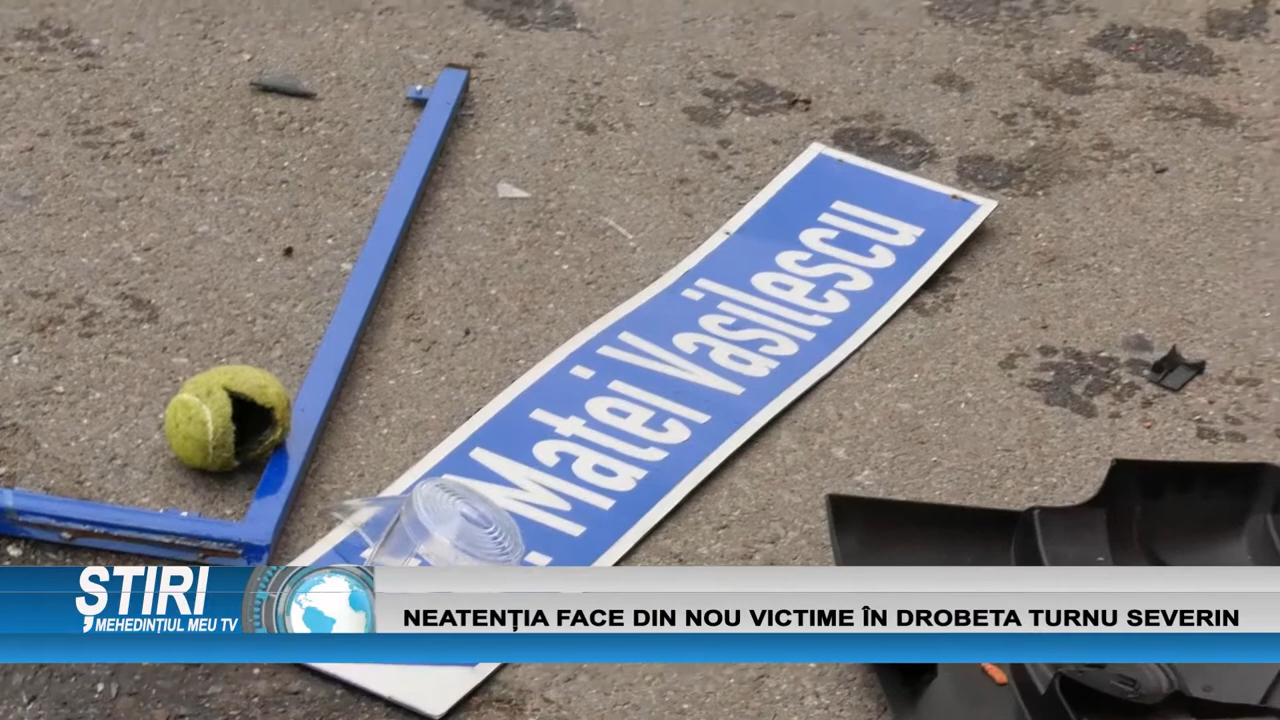 Matei Vasilescu
ȘTIRI
MEHEDINȚIUL MEU TV
NEATENȚIA FACE DIN NOU VICTIME ÎN DROBETA TURNU SEVERIN